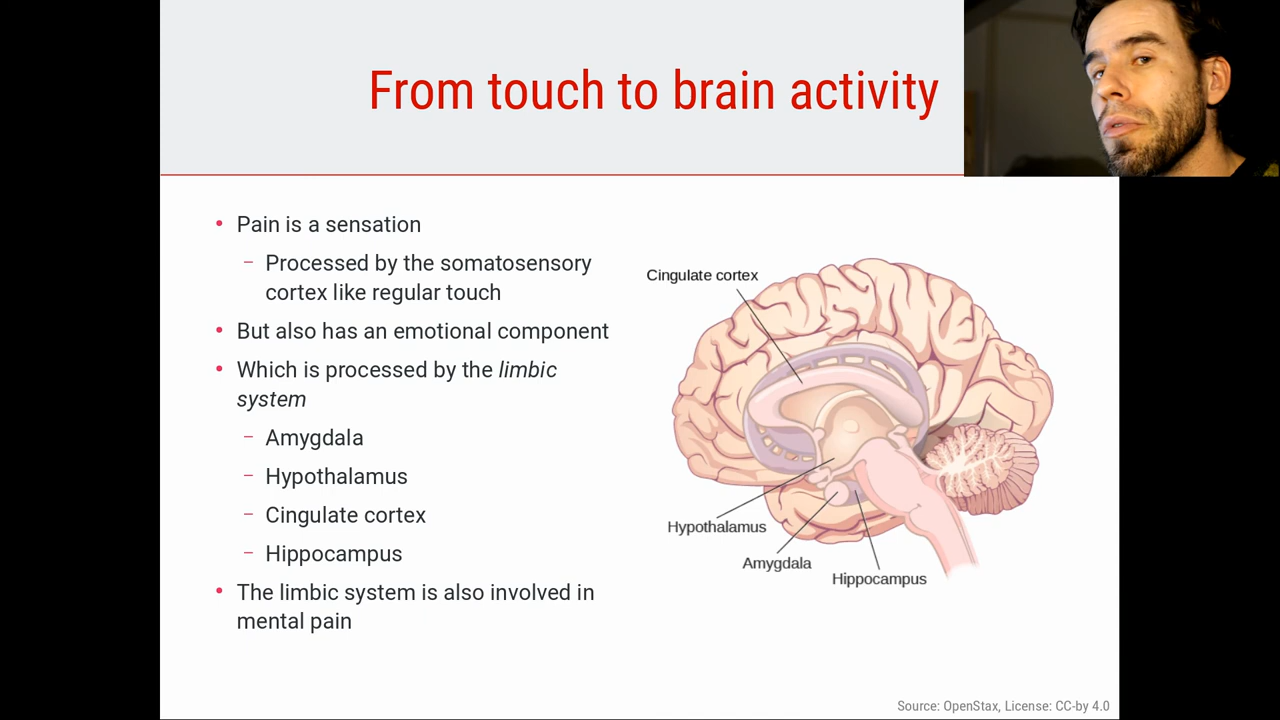 From touch to brain activity
• Pain is a sensation
– Processed by the somatosensory
cortex like regular touch
• But also has an emotional component
• Which is processed by the limbic
system
– Amygdala
– Hypothalamus
– Cingulate cortex
– Hippocampus
• The limbic system is also involved in
mental pain
Cingulate cortex
Hypothalamus
Amygdala
Hippocampus
Source: OpenStax, License: CC-by 4.0